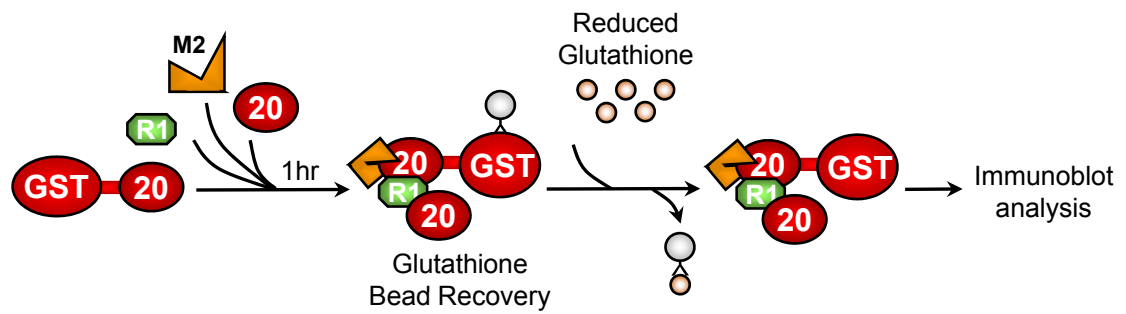 M2
20
R1
GST
20
1hr
20
GST
R1
20
Glutathione
Bead Recovery
Reduced
Glutathione
20
GST
R1
20
Immunoblot
analysis